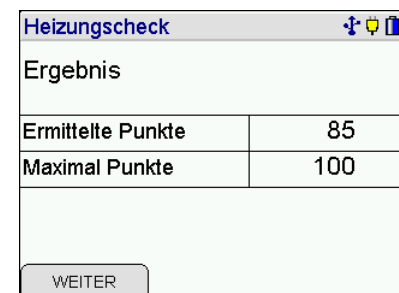 Heizungscheck
Ergebnis
Ermittelte Punkte 85
Maximal Punkte 100
WEITER